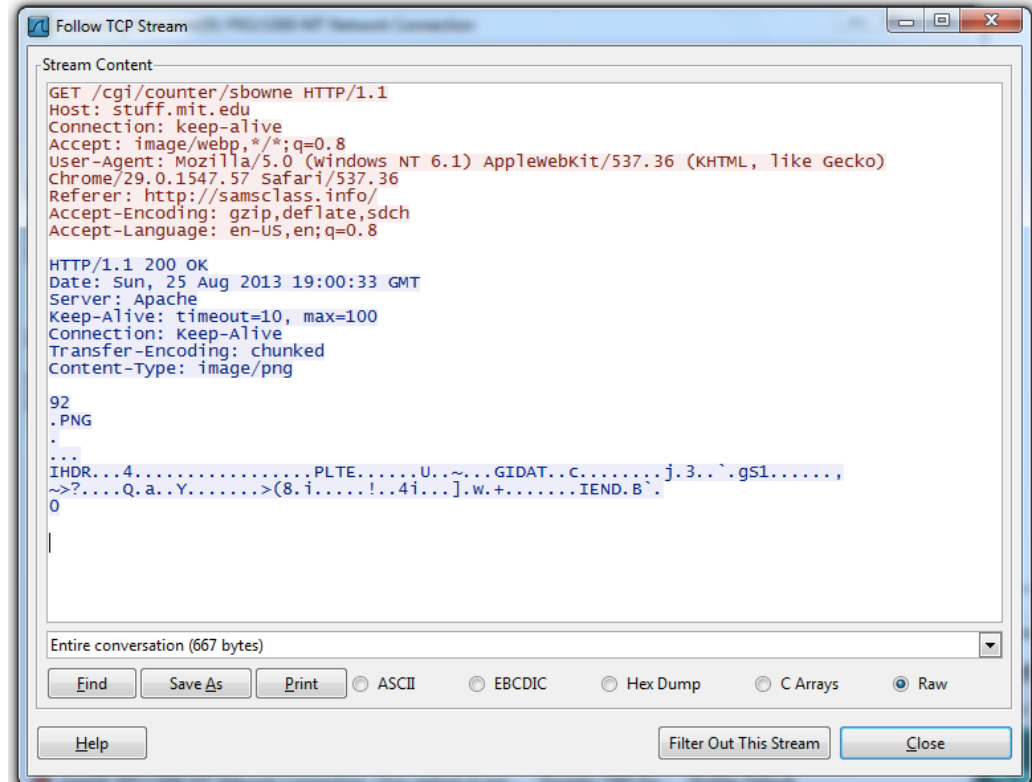 Follow TCP Stream
Stream Content
GET /cgi/counter/sbowne HTTP/1.1
Host: stuff.mit.edu
Connection: keep-alive
Accept: image/webp,*/*;q=0.8
User-Agent: Mozilla/5.0 (Windows NT 6.1) AppleWebKit/537.36 (KHTML, like Gecko)
Chrome/29.0.1547.57 Safari/537.36
Referer: http://samsclass.info/
Accept-Encoding: gzip,deflate,sdch
Accept-Language: en-US,en;q=0.8
HTTP/1.1 200 OK
Date: Sun, 25 Aug 2013 19:00:33 GMT
Server: Apache
Keep-Alive: timeout=10, max=100
Connection: Keep-Alive
Transfer-Encoding: chunked
Content-Type: image/png
92
.PNG
.
...
IHDR...4.................PLTE......U..~...GIDAT..c........j.3..`.gS1......,
~>?....Q.a..Y.......>(8.i.....!..4i...].w.+.......IEND.B`.
0
Entire conversation (667 bytes)
Find Save As Print ASCII EBCDIC Hex Dump C Arrays Raw
Help Filter Out This Stream Close